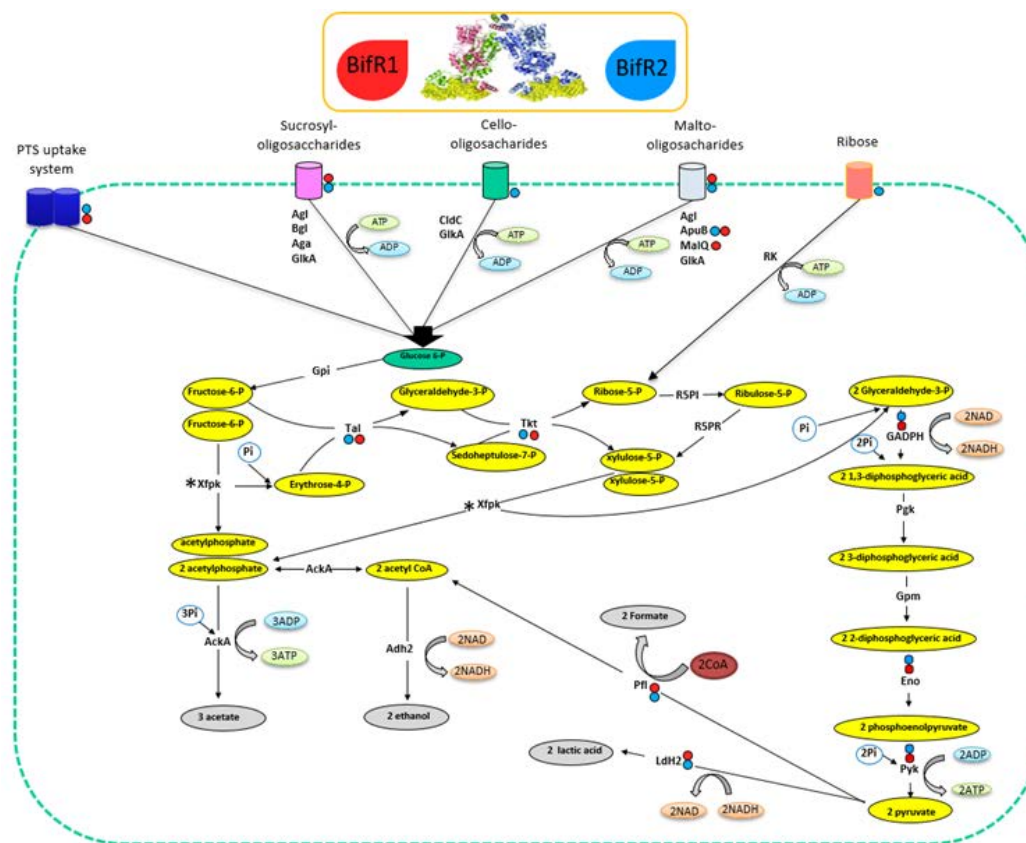 BifR1
BifR2
PTS uptake
system
Sucrosyl-
oligosaccharides
Cello-
oligosacharides
Malto-
oligosacharides
Ribose
Agl
Bgl
Aga
GlkA
ATP
ADP
CldC
GlkA
ATP
ADP
ATP
ADP
Agl
ApuB
MalQ
GlkA
RK
ATP
ADP
Glucose 6-P
Gpi
Fructose-6-P
Fructose-6-P
Glyceraldehyde-3-P
Ribose-5-P
R5PI
Ribulose-5-P
2 Glyceraldehyde-3-P
Tal
Tkt
R5PR
Pi
Pi
2Pi
GADPH
2NAD
2NADH
Sedoheptulose-7-P
xylulose-5-P
xylulose-5-P
*Xfpk
Erythrose-4-P
*Xfpk
2 1,3-diphosphoglyceric acid
Pgk
acetylphosphate
2 acetylphosphate
AckA
2 acetyl CoA
2 3-diphosphoglyceric acid
Gpm
3Pi
AckA
3ADP
3ATP
Adh2
2NAD
2NADH
2 Formate
2CoA
Pfl
2 2-diphosphoglyceric acid
Eno
3 acetate
2 ethanol
2 phosphoenolpyruvate
2 lactic acid
LdH2
2NAD
2NADH
2Pi
Pyk
2ADP
2ATP
2 pyruvate